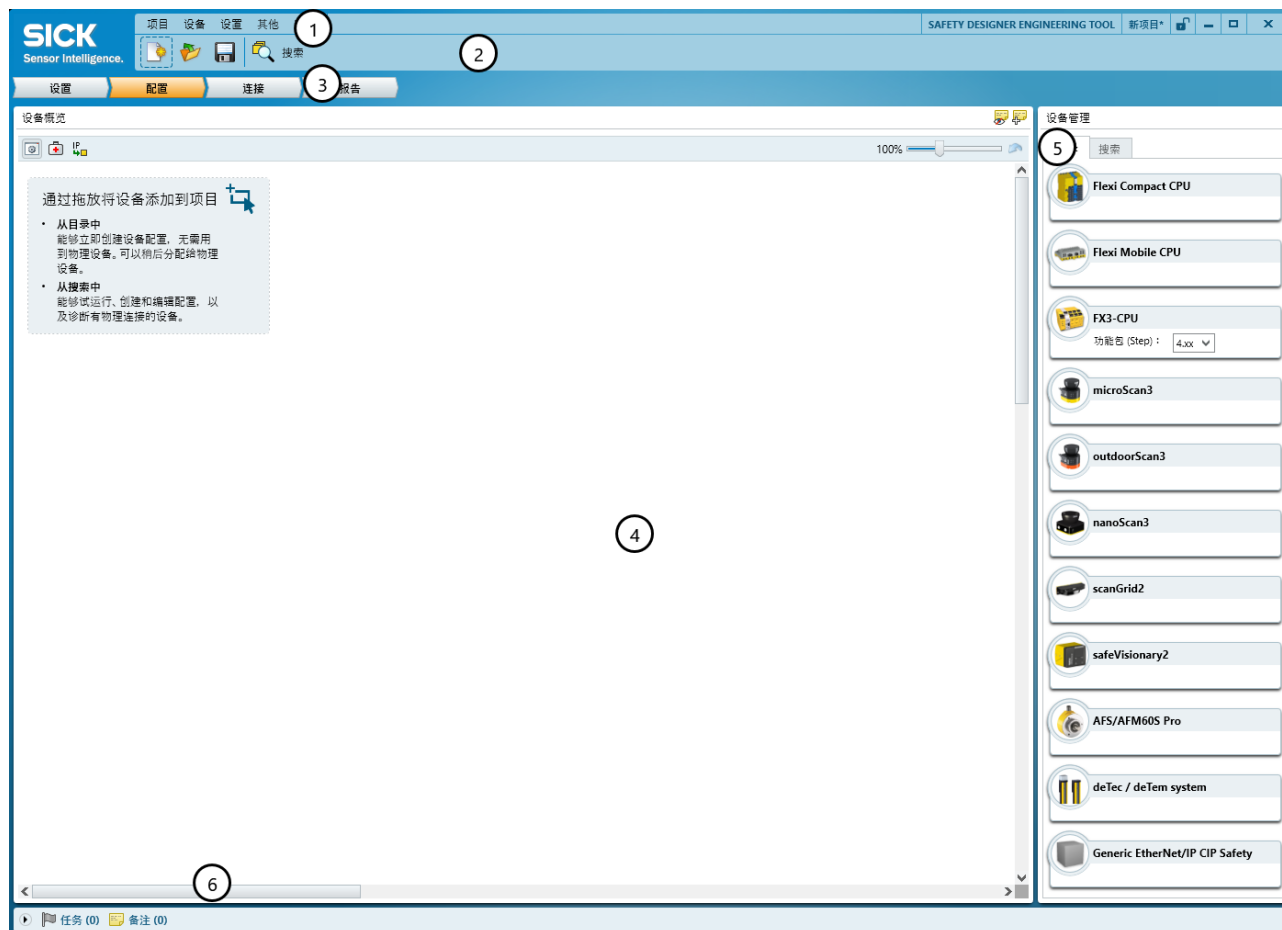 SICK
Sensor Intelligence.
项目 设备 设置 其他
1
SAFETY DESIGNER ENGINEERING TOOL 新项目*
搜索
2
设置 配置 连接 报告
3
设备概览
设备管理
IP
100%
5
搜索
通过拖放将设备添加到项目
• 从目录中
能够立即创建设备配置，无需用
到物理设备。可以稍后分配给物理
设备。
• 从搜索中
能够试运行、创建和编辑配置，以
及诊断有物理连接的设备。
Flexi Compact CPU
Flexi Mobile CPU
FX3-CPU
功能包 (Step)： 4.xx
microScan3
outdoorScan3
nanoScan3
4
scanGrid2
safeVisionary2
AFS/AFM60S Pro
deTec / deTem system
Generic EtherNet/IP CIP Safety
6
任务 (0) 备注 (0)